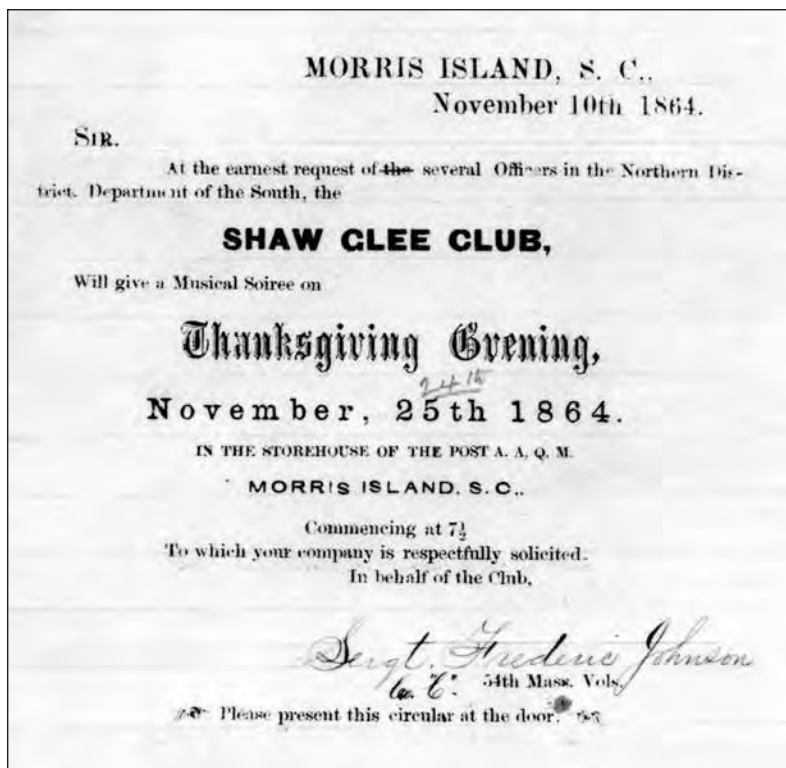 MORRIS ISLAND, S. C.,
November 10th 1864.
SIR.
At the earnest request of the several Officers in the Northern Dis-
trict. Department of the South, the
SHAW GLEE CLUB,
Will give a Musical Soiree on
Thanksgiving Evening,
24th
November, 25th 1864.
IN THE STOREHOUSE OF THE POST A. A. Q. M.
MORRIS ISLAND, S. C.,
Commencing at 7½
To which your company is respectfully solicited.
In behalf of the Club,
Sergt. Frederic Johnson
Co. "C". 54th Mass. Vols,
Please present this circular at the door.